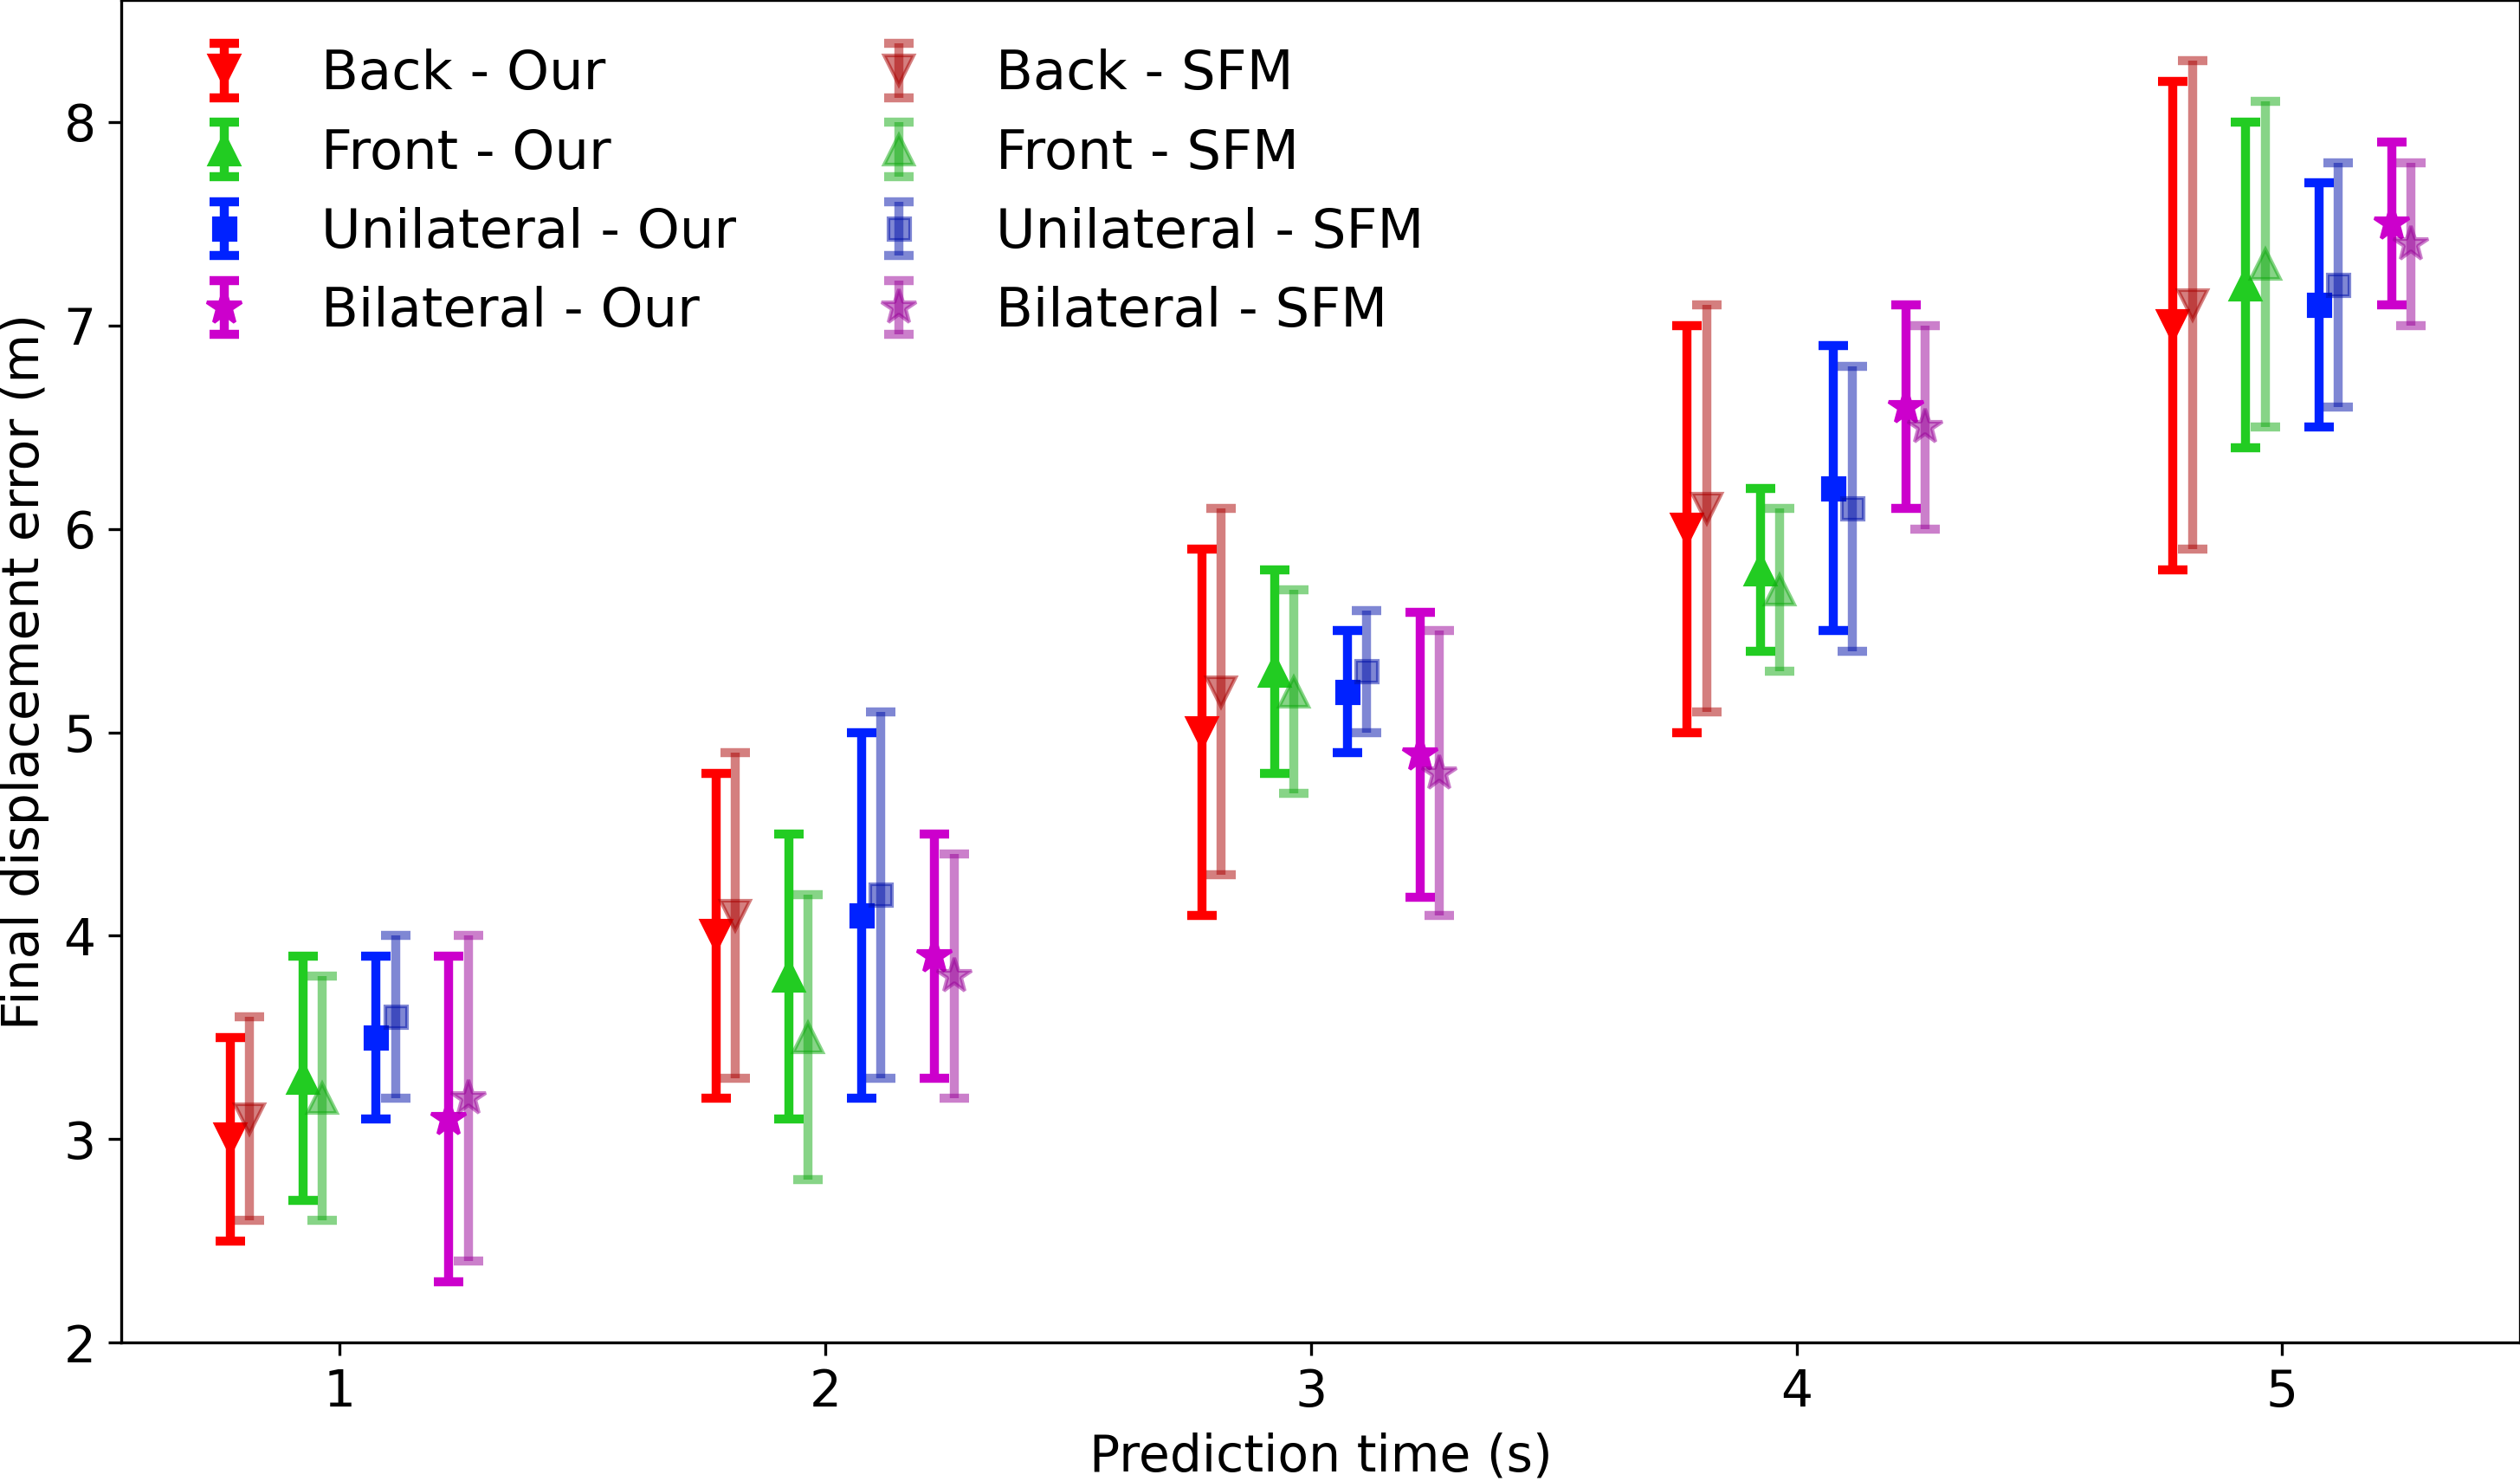 Back - Our
Front - Our
Unilateral - Our
Bilateral - Our
Back - SFM
Front - SFM
Unilateral - SFM
Bilateral - SFM
Final displacement error (m)
8
7
6
5
4
3
2
1
2
3
4
5
Prediction time (s)